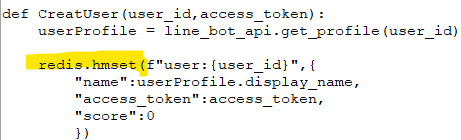 def CreatUser(user_id,access_token):
    userProfile = line_bot_api.get_profile(user_id)
    redis.hmset(f"user:{user_id}",{
        "name":userProfile.display_name,
        "access_token":access_token,
        "score":0
        })